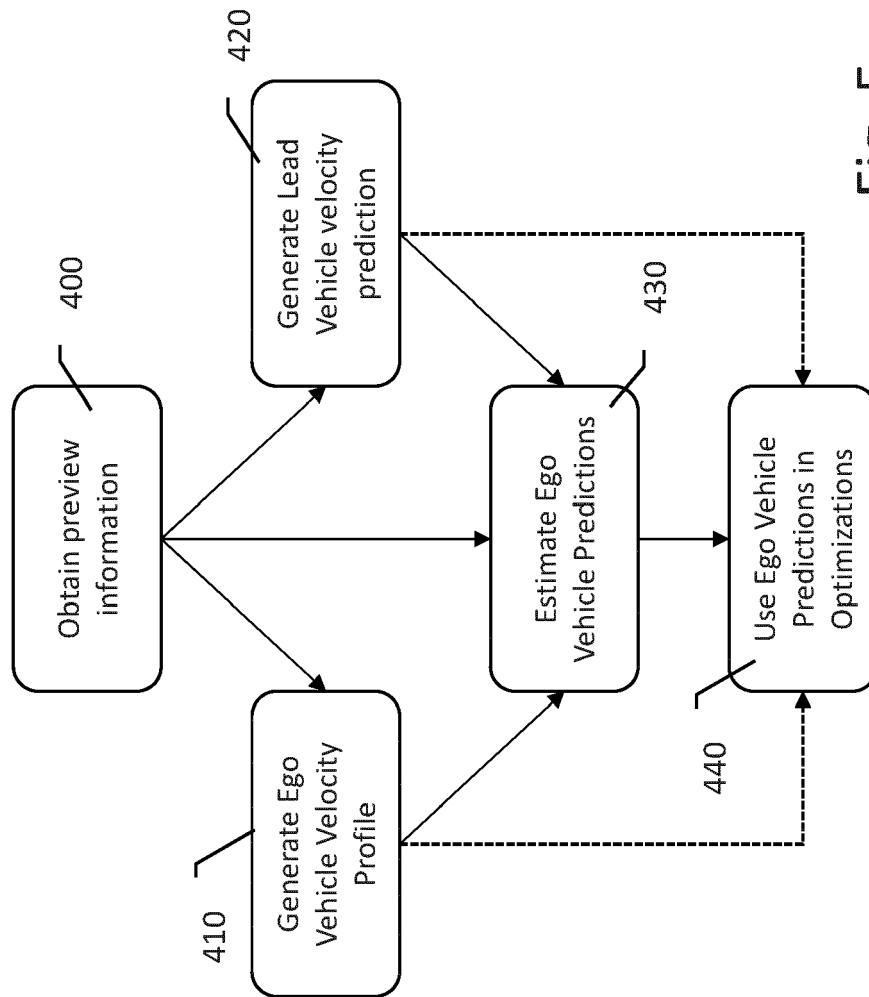 400
Obtain preview
information
410
Generate Ego
Vehicle Velocity
Profile
420
Generate Lead
Vehicle velocity
prediction
430
Estimate Ego
Vehicle Predictions
440
Use Ego Vehicle
Predictions in
Optimizations